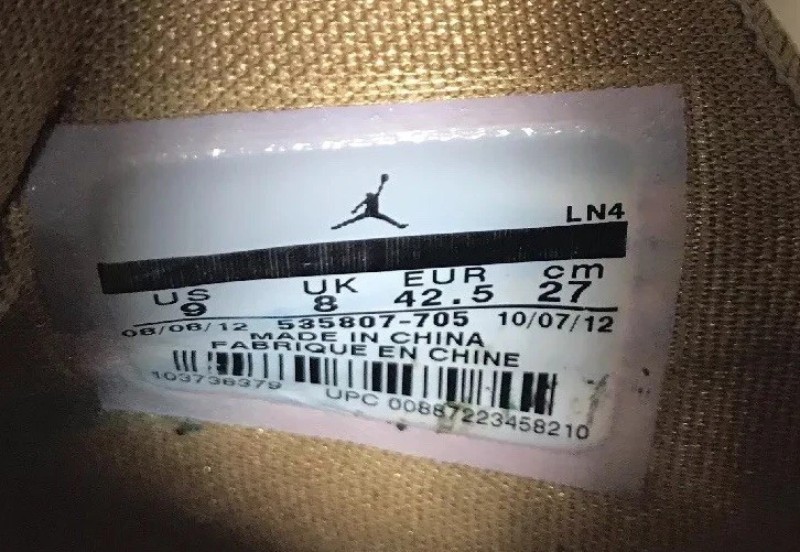 LN4
US UK EUR cm
9 8 42.5 27
08/08/12 535807-705 10/07/12
MADE IN CHINA
FABRIQUE EN CHINE
103736379 UPC 00887223458210